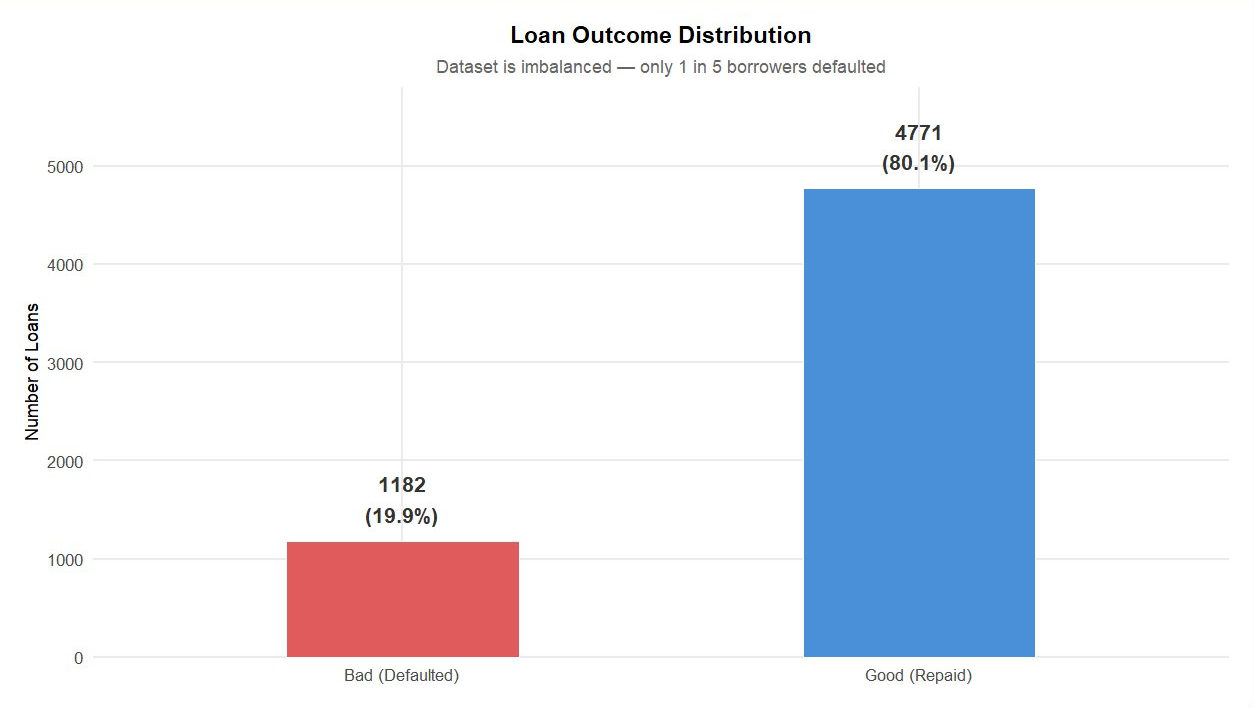 Loan Outcome Distribution
Dataset is imbalanced — only 1 in 5 borrowers defaulted
Number of Loans
5000
4000
3000
2000
1000
0
1182
(19.9%)
4771
(80.1%)
Bad (Defaulted)
Good (Repaid)